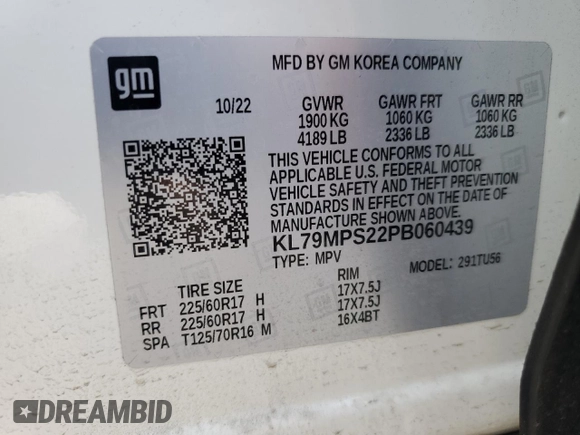 gm
MFD BY GM KOREA COMPANY
10/22 GVWR GAWR FRT GAWR RR
1900 KG 1060 KG 1060 KG
4189 LB 2336 LB 2336 LB
THIS VEHICLE CONFORMS TO ALL
APPLICABLE U.S. FEDERAL MOTOR
VEHICLE SAFETY AND THEFT PREVENTION
STANDARDS IN EFFECT ON THE DATE OF
MANUFACTURE SHOWN ABOVE.
KL79MPS22PB060439
TYPE: MPV MODEL: 291TU56
TIRE SIZE RIM
FRT 225/60R17 H 17X7.5J
RR 225/60R17 H 17X7.5J
SPA T125/70R16 M 16X4BT
DREAMBID